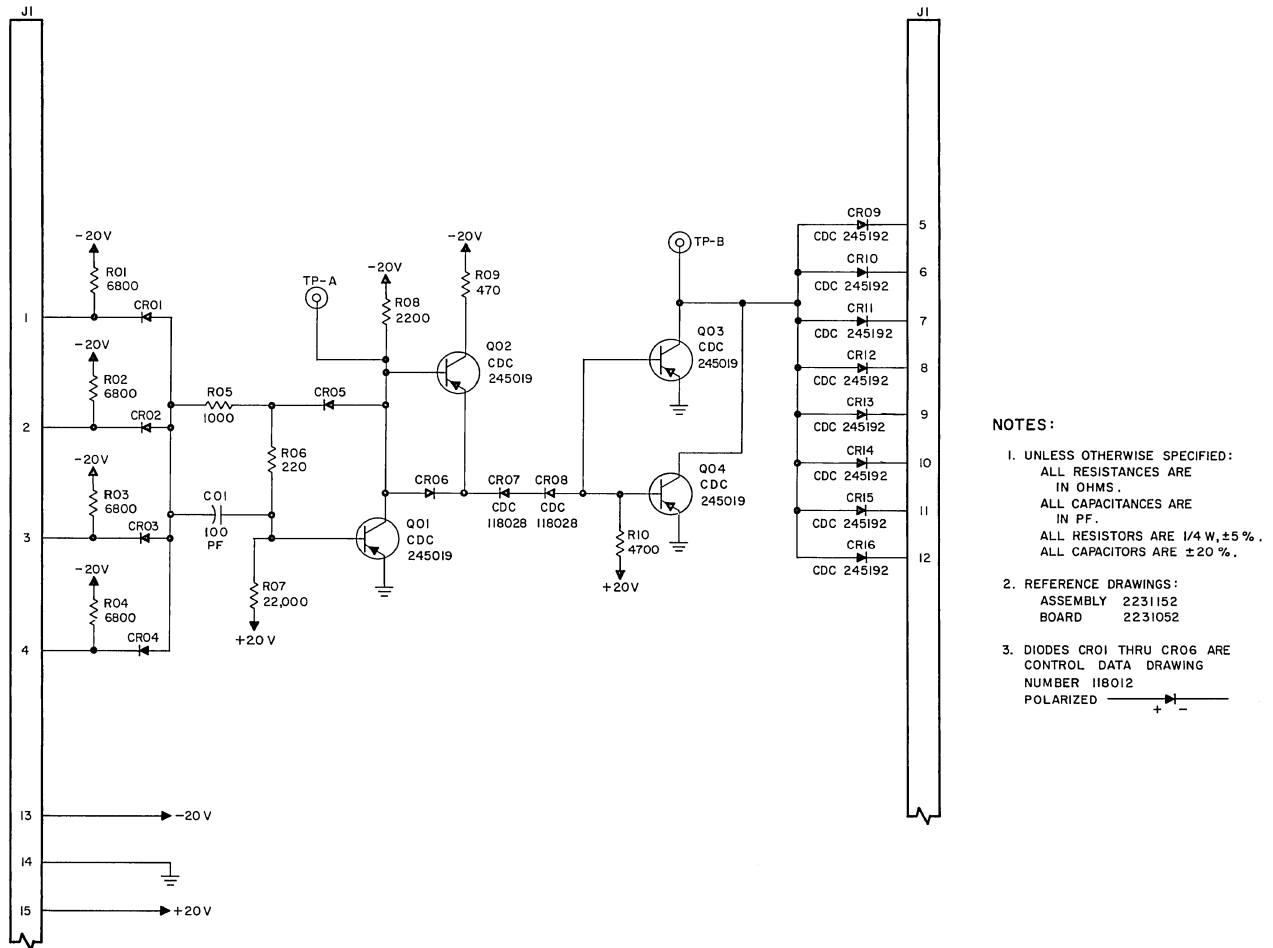 J1
J1
-20V
R01
6800
CR01
1
-20V
R02
6800
CR02
2
-20V
R03
6800
CR03
3
-20V
R04
6800
CR04
4
R05
1000
C01
100
PF
R06
220
R07
22,000
+20V
TP-A
CR05
-20V
R08
2200
-20V
R09
470
Q02
CDC
245019
Q01
CDC
245019
CR06
CR07
CDC
118028
CR08
CDC
118028
R10
4700
+20V
TP-B
Q03
CDC
245019
Q04
CDC
245019
CR09
CDC 245192
5
CR10
CDC 245192
6
CR11
CDC 245192
7
CR12
CDC 245192
8
CR13
CDC 245192
9
CR14
CDC 245192
10
CR15
CDC 245192
11
CR16
CDC 245192
12
13
-20V
14
15
+20V
NOTES:
1. UNLESS OTHERWISE SPECIFIED:
ALL RESISTANCES ARE
IN OHMS.
ALL CAPACITANCES ARE
IN PF.
ALL RESISTORS ARE 1/4 W, ±5%.
ALL CAPACITORS ARE ±20%.
2. REFERENCE DRAWINGS:
ASSEMBLY 2231152
BOARD 2231052
3. DIODES CR01 THRU CR06 ARE
CONTROL DATA DRAWING
NUMBER 118012
POLARIZED
+ -